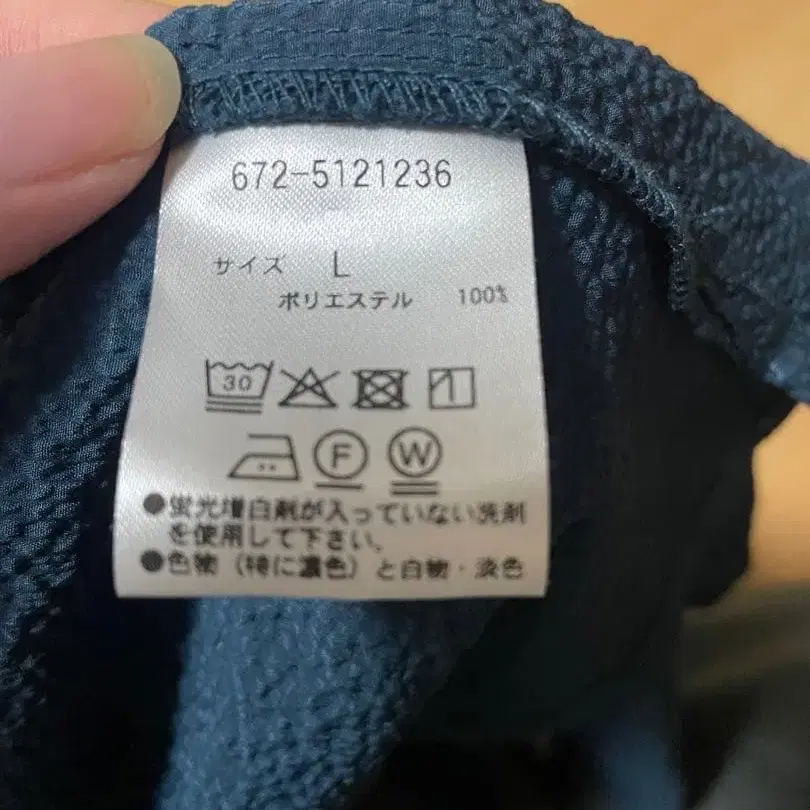 672-5121236
サイズ L
ポリエステル 100%
30
F W
●蛍光増白剤が入っていない洗剤
を使用して下さい。
●色物（特に濃色）と白物・淡色